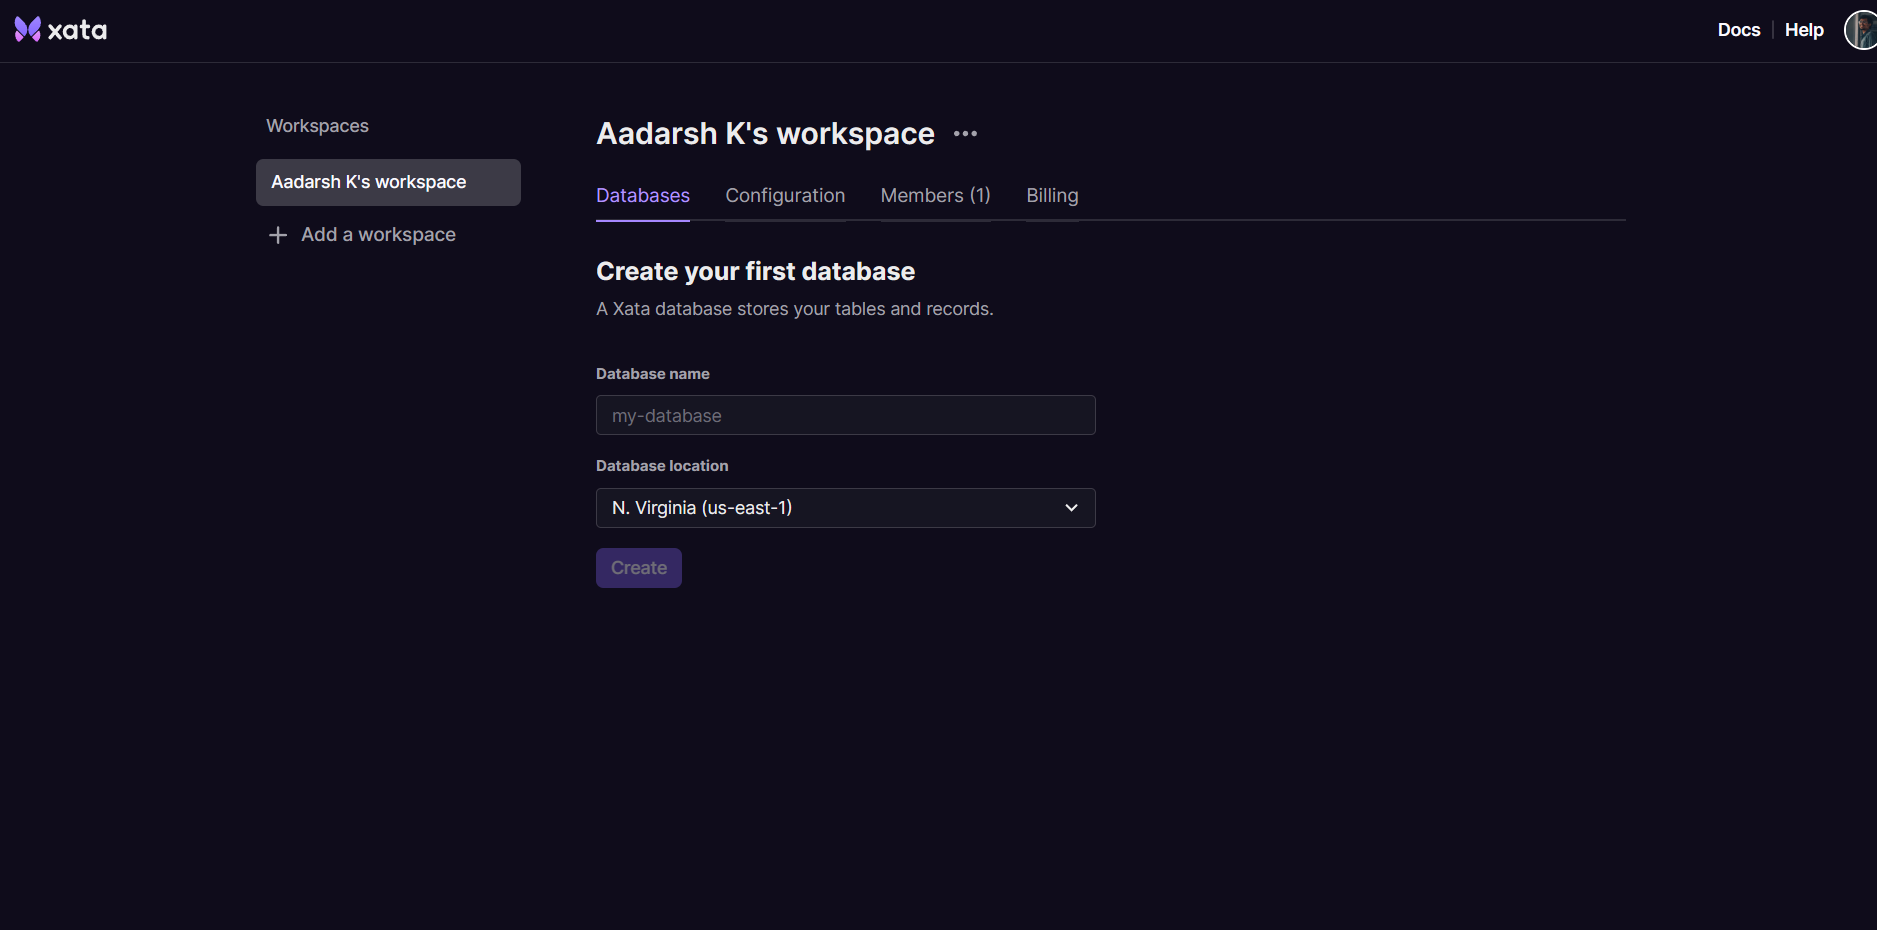 xata
Docs
Help
Workspaces
Aadarsh K's workspace
Add a workspace
Aadarsh K's workspace
Databases
Configuration
Members (1)
Billing
Create your first database
A Xata database stores your tables and records.
Database name
my-database
Database location
N. Virginia (us-east-1)
Create